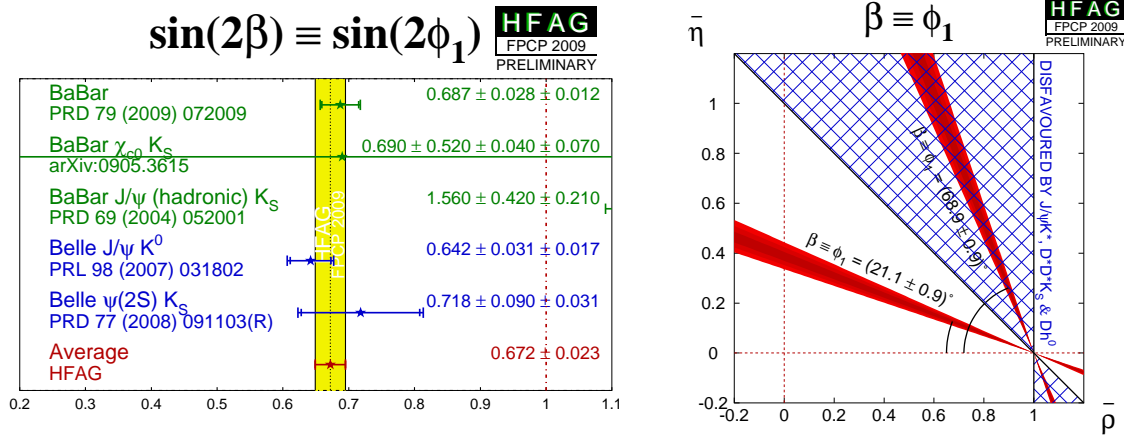 sin(2β) ≡ sin(2ϕ1)
HFAG
FPCP 2009
PRELIMINARY
BaBar
PRD 79 (2009) 072009
0.687 ± 0.028 ± 0.012
BaBar χc0 KS
arXiv:0905.3615
0.690 ± 0.520 ± 0.040 ± 0.070
BaBar J/ψ (hadronic) KS
PRD 69 (2004) 052001
1.560 ± 0.420 ± 0.210
Belle J/ψ K0
PRL 98 (2007) 031802
0.642 ± 0.031 ± 0.017
Belle ψ(2S) KS
PRD 77 (2008) 091103(R)
0.718 ± 0.090 ± 0.031
Average
HFAG
0.672 ± 0.023
HFAG
FPCP 2009
0.2 0.3 0.4 0.5 0.6 0.7 0.8 0.9 1 1.1
β ≡ ϕ1
HFAG
FPCP 2009
PRELIMINARY
η̄
1
0.8
0.6
0.4
0.2
0
-0.2
β ≡ ϕ1 = (68.9 ± 0.9)°
β ≡ ϕ1 = (21.1 ± 0.9)°
DISFAVOURED BY J/ψK*, D*D*KS & Dh0
-0.2 0 0.2 0.4 0.6 0.8 1
ρ̄